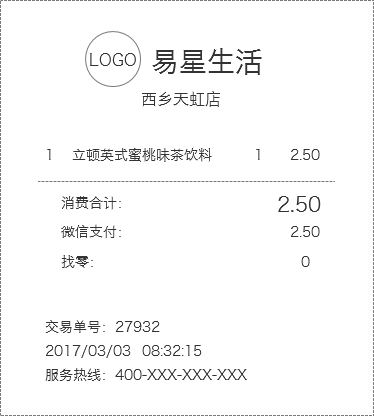 LOGO 易星生活
西乡天虹店
1 立顿英式蜜桃味茶饮料 1 2.50
消费合计： 2.50
微信支付： 2.50
找零： 0
交易单号：27932
2017/03/03 08:32:15
服务热线：400-XXX-XXX-XXX